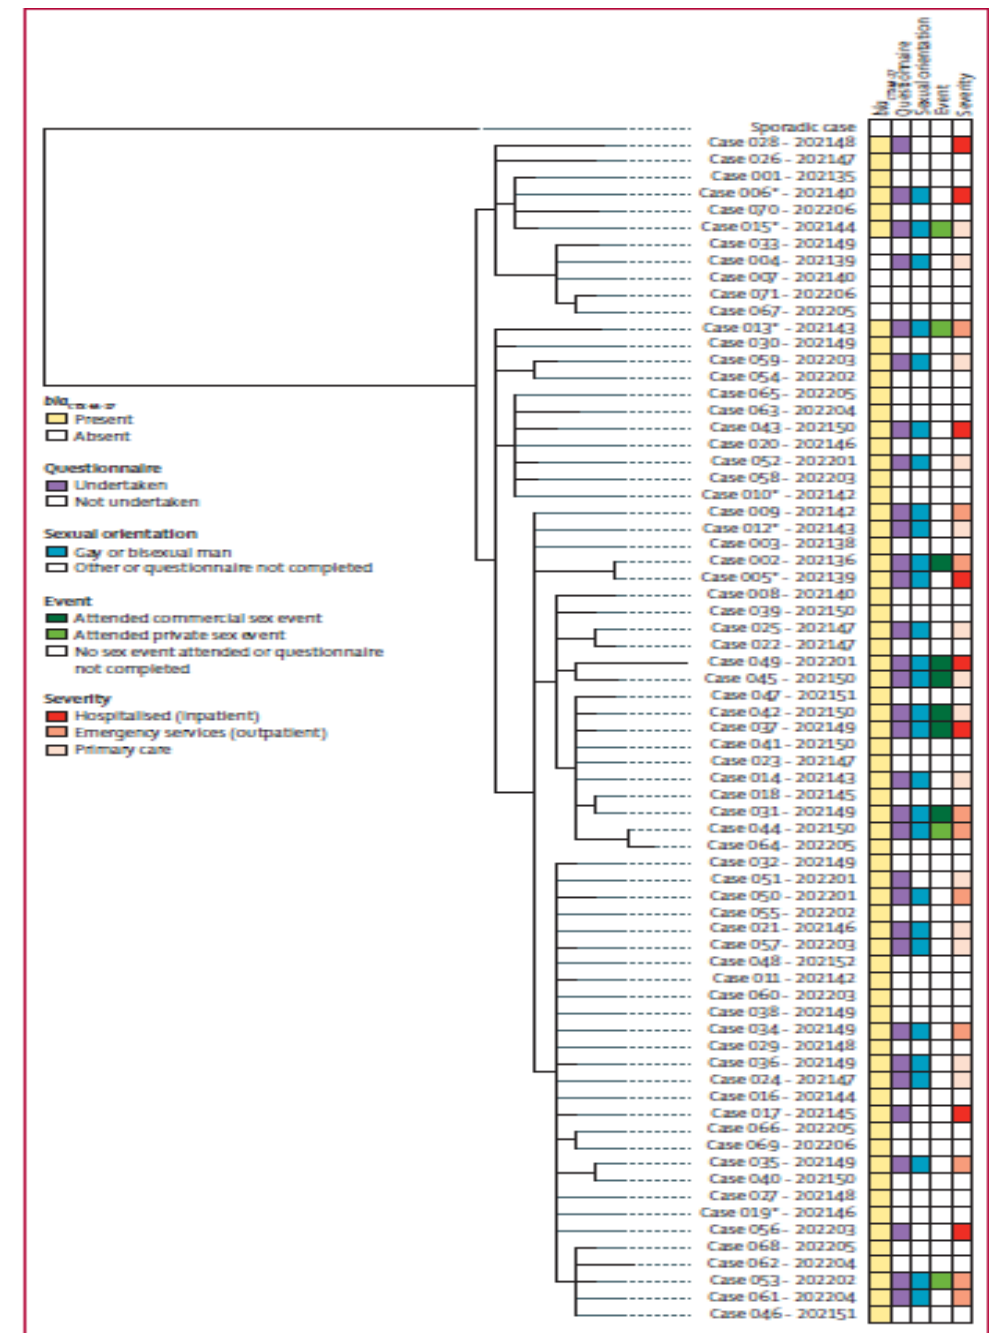 Questionnaire
Sexual orientation
Event
Severity
Sporadic case
Case 028 - 202148
Case 026 - 202147
Case 001 - 202135
Case 006* - 202140
Case 070 - 202206
Case 015* - 202144
Case 033 - 202149
Case 004 - 202139
Case 007 - 202140
Case 071 - 202206
Case 067 - 202205
Case 013* - 202143
Case 030 - 202149
Case 059 - 202203
Case 054 - 202202
Case 065 - 202205
Case 063 - 202204
Case 043 - 202150
Case 020 - 202146
Case 052 - 202201
Case 058 - 202203
Case 010* - 202142
Case 009 - 202142
Case 012* - 202143
Case 003 - 202138
Case 002 - 202136
Case 005* - 202139
Case 008 - 202140
Case 039 - 202150
Case 025 - 202147
Case 022 - 202147
Case 049 - 202201
Case 045 - 202150
Case 047 - 202151
Case 042 - 202150
Case 037 - 202149
Case 041 - 202150
Case 023 - 202147
Case 014 - 202143
Case 018 - 202145
Case 031 - 202149
Case 044 - 202150
Case 064 - 202205
Case 032 - 202149
Case 051 - 202201
Case 050 - 202201
Case 055 - 202202
Case 021 - 202146
Case 057 - 202203
Case 048 - 202152
Case 011 - 202142
Case 060 - 202203
Case 038 - 202149
Case 034 - 202149
Case 029 - 202148
Case 036 - 202149
Case 024 - 202147
Case 016 - 202144
Case 017 - 202145
Case 066 - 202205
Case 069 - 202206
Case 035 - 202149
Case 040 - 202150
Case 027 - 202148
Case 019* - 202146
Case 056 - 202203
Case 068 - 202205
Case 062 - 202204
Case 053 - 202202
Case 061 - 202204
Case 046 - 202151
bla
Present
Absent
Questionnaire
Undertaken
Not undertaken
Sexual orientation
Gay or bisexual man
Other or questionnaire not completed
Event
Attended commercial sex event
Attended private sex event
No sex event attended or questionnaire
not completed
Severity
Hospitalised (inpatient)
Emergency services (outpatient)
Primary care